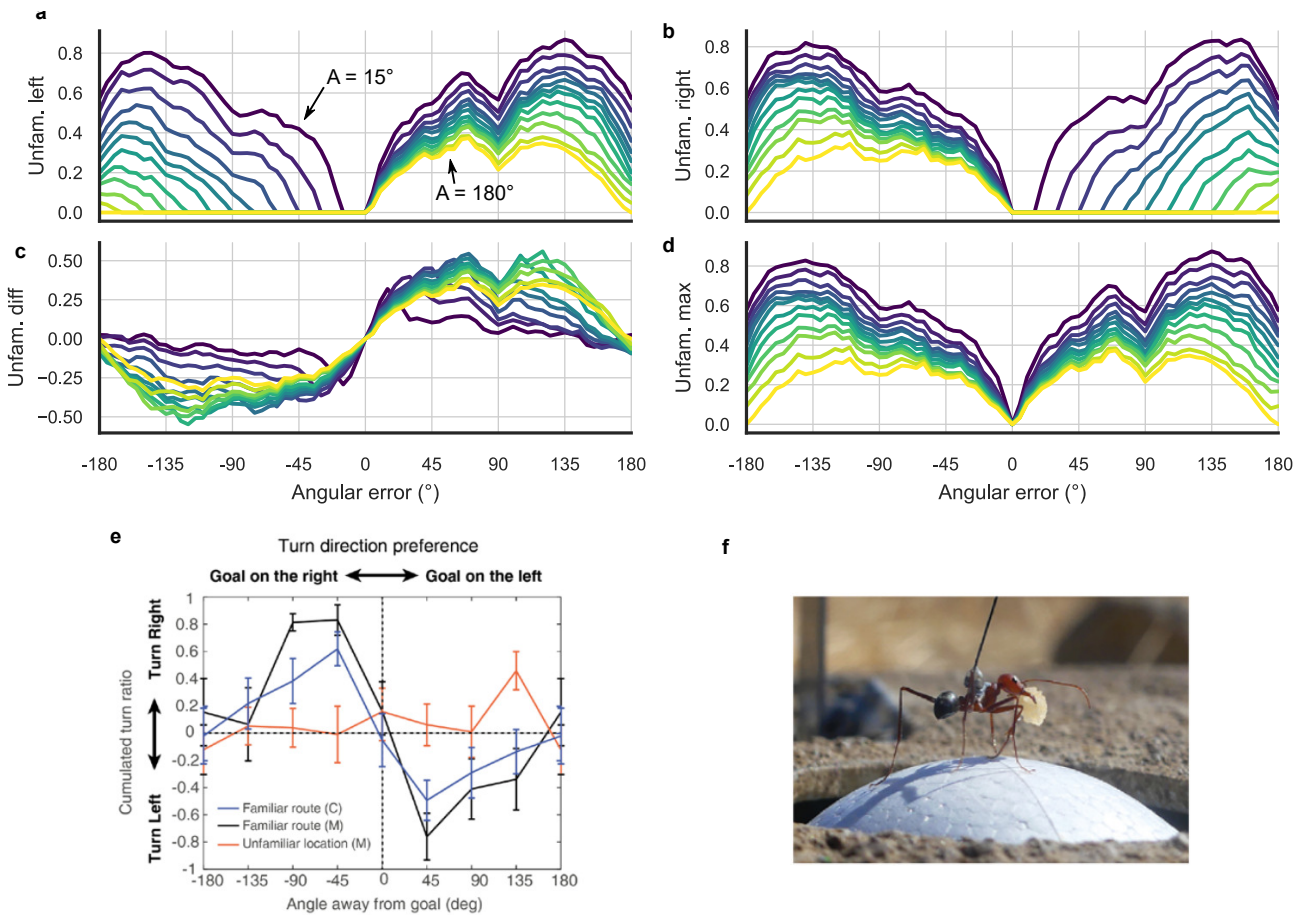 a
b
0.8
0.6
0.4
0.2
0.0
Unfam. left
A = 15°
A = 180°
0.8
0.6
0.4
0.2
0.0
Unfam. right
c
d
0.50
0.25
0.00
−0.25
−0.50
Unfam. diff
0.8
0.6
0.4
0.2
0.0
Unfam. max
-180 -135 -90 -45 0 45 90 135 180
Angular error (°)
-180 -135 -90 -45 0 45 90 135 180
Angular error (°)
e
f
Turn direction preference
Goal on the right Goal on the left
Turn Right
Turn Left
Cumulated turn ratio
1
0.8
0.6
0.4
0.2
0
-0.2
-0.4
-0.6
-0.8
-1
Familiar route (C)
Familiar route (M)
Unfamiliar location (M)
-180 -135 -90 -45 0 45 90 135 180
Angle away from goal (deg)